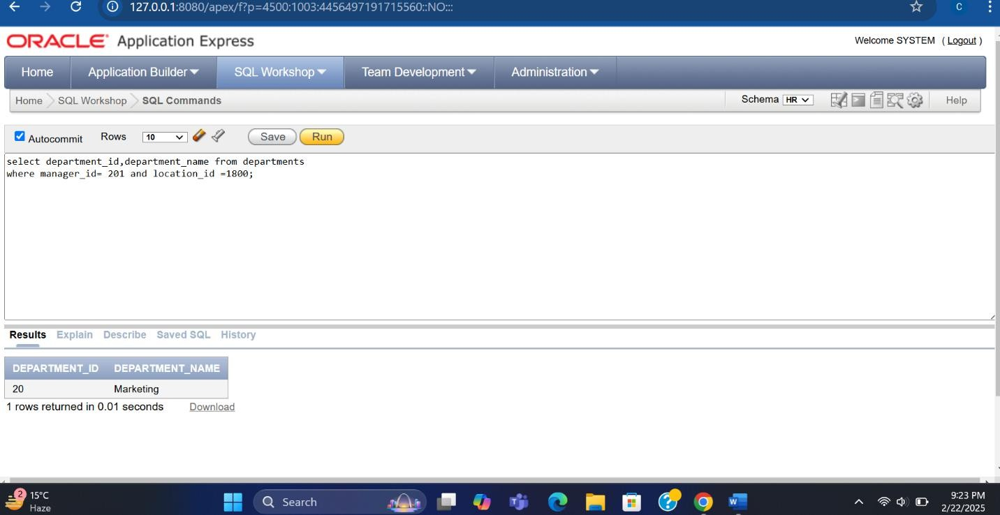 127.0.0.1:8080/apex/f?p=4500:1003:4456497191715560::NO:::
C
ORACLE® Application Express
Welcome SYSTEM ( Logout )
Home Application Builder SQL Workshop Team Development Administration
Home SQL Workshop SQL Commands
Schema HR Help
Autocommit Rows 10 Save Run
select department_id,department_name from departments
where manager_id= 201 and location_id =1800;
Results Explain Describe Saved SQL History
DEPARTMENT_ID DEPARTMENT_NAME
20 Marketing
1 rows returned in 0.01 seconds Download
2
15°C
Haze
Search
9:23 PM
2/22/2025